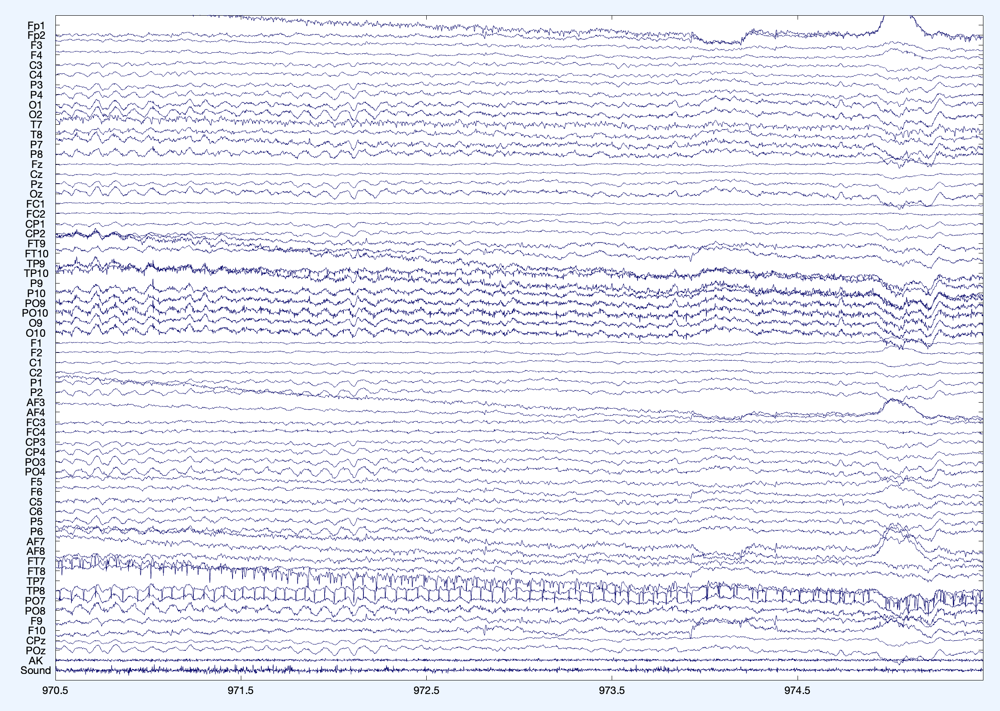 Fp1
Fp2
F3
F4
C3
C4
P3
P4
O1
O2
T7
T8
P7
P8
Fz
Cz
Pz
Oz
FC1
FC2
CP1
CP2
FT9
FT10
TP9
TP10
P9
P10
PO9
PO10
O9
O10
F1
F2
C1
C2
P1
P2
AF3
AF4
FC3
FC4
CP3
CP4
PO3
PO4
F5
F6
C5
C6
P5
P6
AF7
AF8
FT7
FT8
TP7
TP8
PO7
PO8
F9
F10
CPz
POz
AK
Sound
970.5 971.5 972.5 973.5 974.5